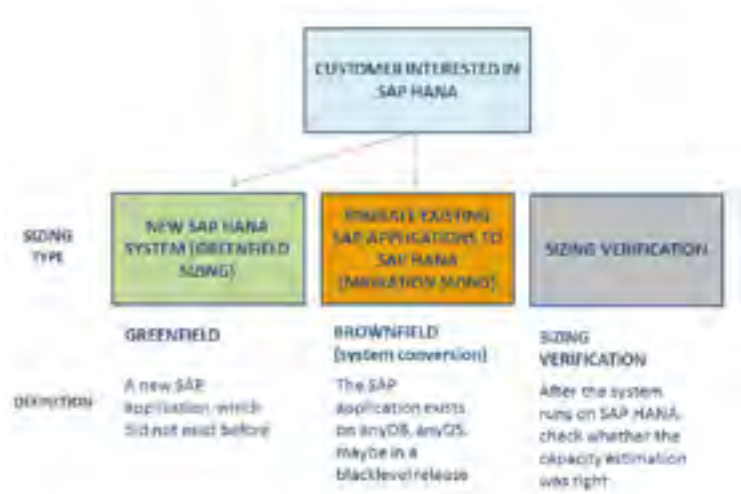 CUSTOMER INTERESTED IN
SAP HANA
SIZING
TYPE
NEW SAP HANA
SYSTEM (GREENFIELD
SIZING)
MIGRATE EXISTING
SAP APPLICATIONS TO
SAP HANA
(MIGRATION SIZING)
SIZING VERIFICATION
DEFINITION
GREENFIELD
A new SAP
application which
did not exist before
BROWNFIELD
(system conversion)
The SAP
application exists
on anyDB, anyOS,
maybe in a
release
SIZING
VERIFICATION
After the system
runs on SAP HANA,
check whether the
capacity estimation
was right